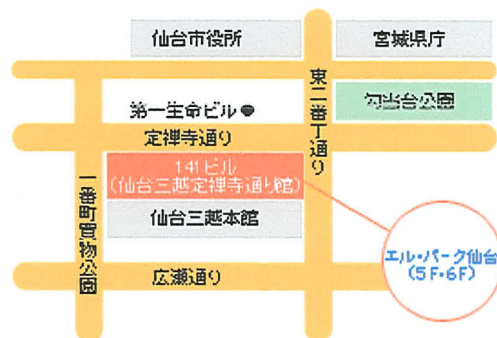 仙台市役所
宮城県庁
東二番丁通り
勾当台公園
第一生命ビル
定禅寺通り
141ビル
(仙台三越定禅寺通り館)
一番町買物公園
仙台三越本館
エル・パーク仙台
(5F・6F)
広瀬通り